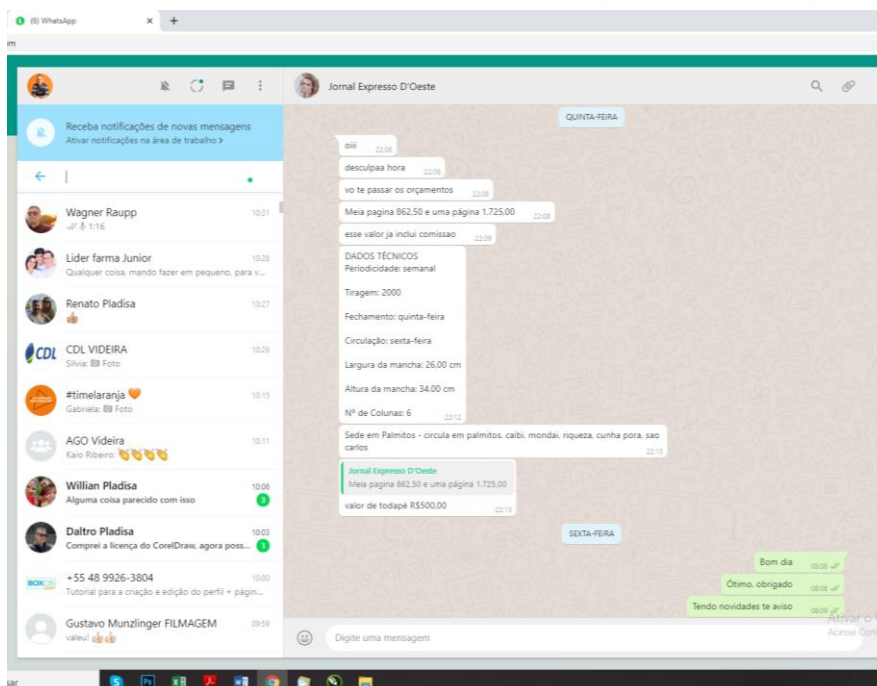 (6) WhatsApp
om
Jornal Expresso D'Oeste
Receba notificações de novas mensagens
Ativar notificações na área de trabalho >
Wagner Raupp 10:31
1:16
Lider farma Junior 10:28
Qualquer coisa, mando fazer em pequeno, para v...
Renato Pladisa 10:27
CDL
CDL VIDEIRA 10:26
Silvia: Foto
#timelaranja 10:15
Gabriela: Foto
AGO Videira 10:11
Kaio Ribeiro:
Willian Pladisa 10:06
Alguma coisa parecido com isso 3
Daltro Pladisa 10:03
Comprei a licença do CorelDraw, agora poss... 1
+55 48 9926-3804 10:00
Tutorial para a criação e edição do perfil + págin...
Gustavo Munzlinger FILMAGEM 09:59
valeu!
QUINTA-FEIRA
oiii 22:08
desculpaa hora 22:08
vo te passar os orçamentos 22:08
Meia pagina 862,50 e uma página 1.725,00 22:08
esse valor ja inclui comissao 22:09
DADOS TÉCNICOS
Periodicidade: semanal
Tiragem: 2000
Fechamento: quinta-feira
Circulação: sexta-feira
Largura da mancha: 26,00 cm
Altura da mancha: 34,00 cm
Nº de Colunas: 6 22:12
Sede em Palmitos - circula em palmitos, caibi, mondai, riqueza, cunha pora, sao
carlos 22:13
Jornal Expresso D'Oeste
Meia pagina 862,50 e uma página 1.725,00
valor de todapé R$500,00 22:13
SEXTA-FEIRA
Bom dia 08:08
Ótimo, obrigado 08:08
Tendo novidades te aviso 08:09
Ativar o
Acesse Con
Digite uma mensagem
sar